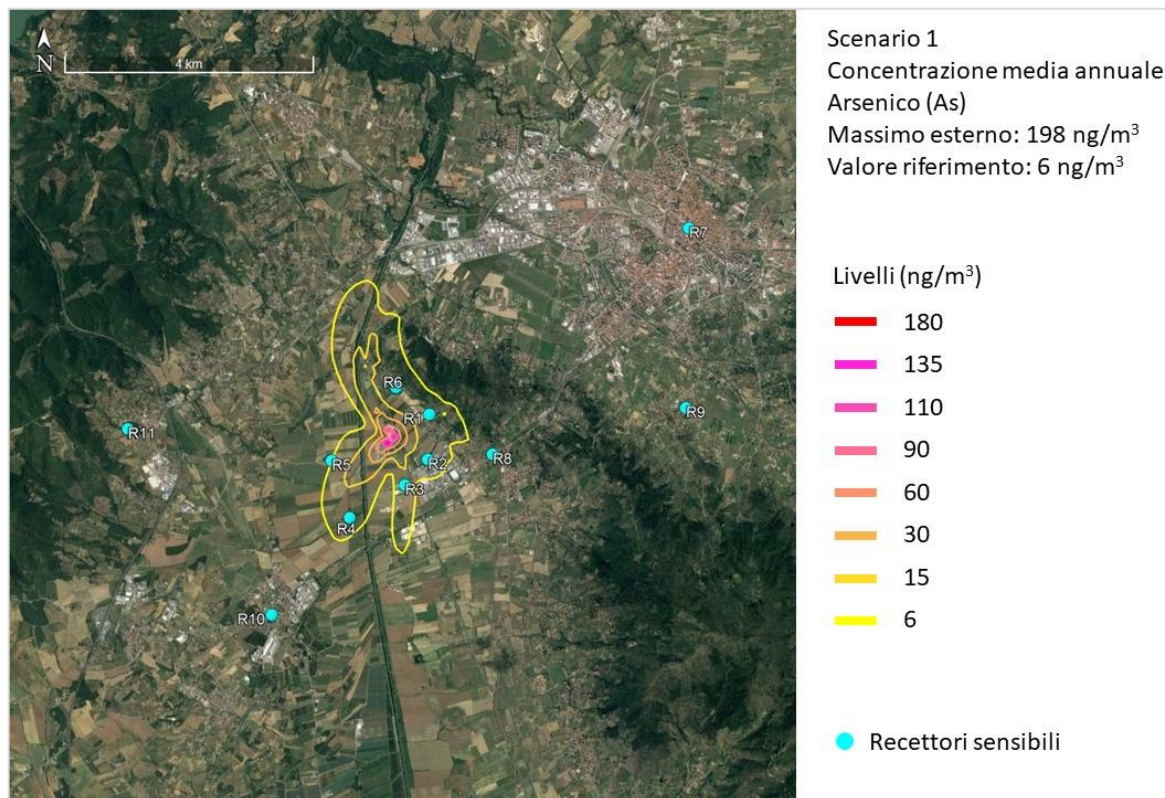 N
4 km
R7
R6
R1
R9
R11
R5
R2
R8
R3
R4
R10
Scenario 1
Concentrazione media annuale
Arsenico (As)
Massimo esterno: 198 ng/m³
Valore riferimento: 6 ng/m³
Livelli (ng/m³)
180
135
110
90
60
30
15
6
Recettori sensibili